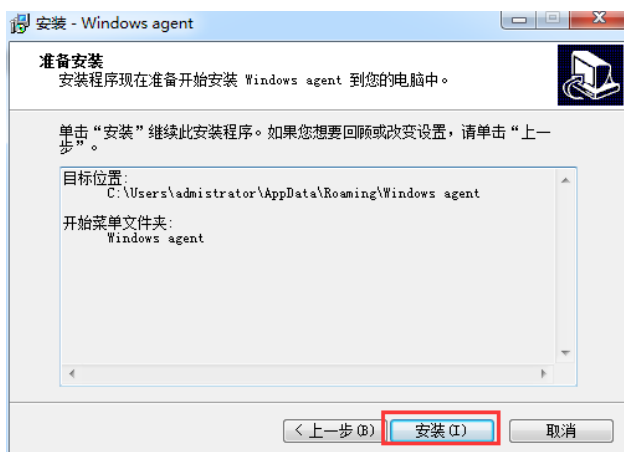 安装 - Windows agent
准备安装
安装程序现在准备开始安装 Windows agent 到您的电脑中。
单击“安装”继续此安装程序。如果您想要回顾或改变设置，请单击“上一
步”。
目标位置:
C:\Users\admistrator\AppData\Roaming\Windows agent
开始菜单文件夹:
Windows agent
< 上一步(B)
安装(I)
取消